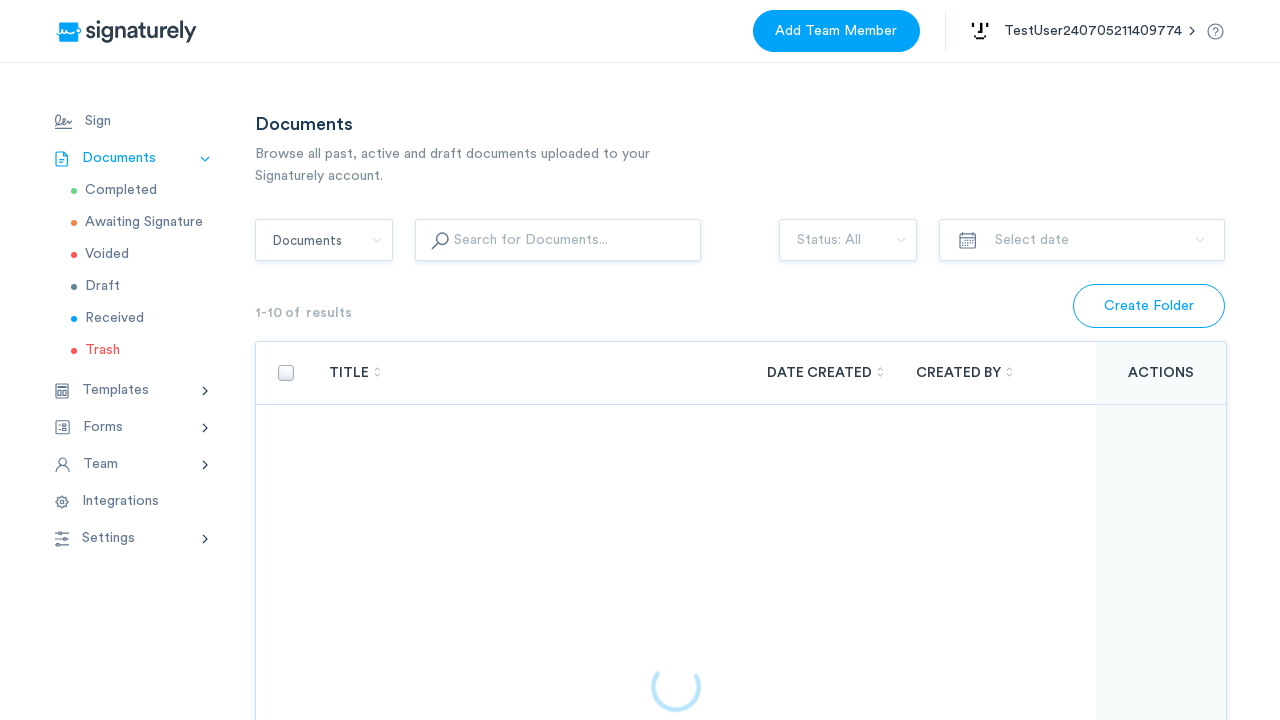 signaturely
Add Team Member
TestUser240705211409774
Sign
Documents
Completed
Awaiting Signature
Voided
Draft
Received
Trash
Templates
Forms
Team
Integrations
Settings
Documents
Browse all past, active and draft documents uploaded to your
Signaturely account.
Documents
Search for Documents...
Status: All
Select date
1-10 of results
Create Folder
TITLE
DATE CREATED
CREATED BY
ACTIONS